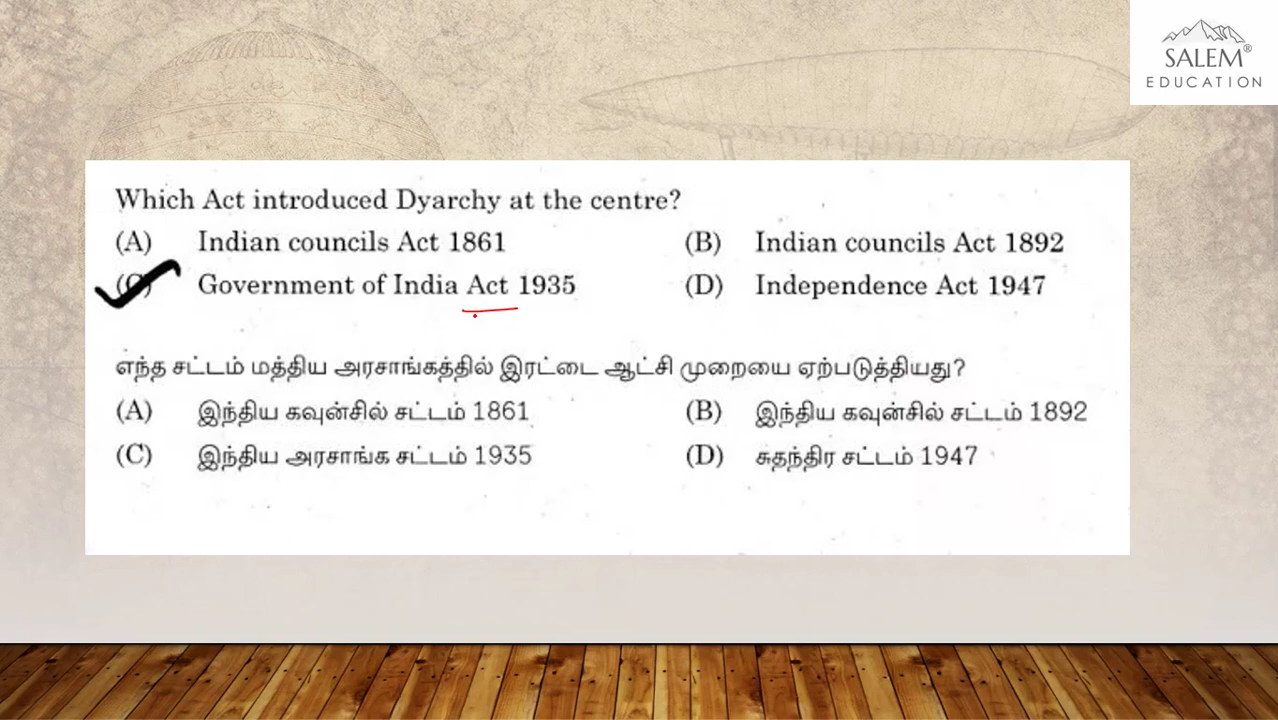 SALEM®
EDUCATION
Which Act introduced Dyarchy at the centre?
(A) Indian councils Act 1861 (B) Indian councils Act 1892
(C) Government of India Act 1935 (D) Independence Act 1947
எந்த சட்டம் மத்திய அரசாங்கத்தில் இரட்டை ஆட்சி முறையை ஏற்படுத்தியது?
(A) இந்திய கவுன்சில் சட்டம் 1861 (B) இந்திய கவுன்சில் சட்டம் 1892
(C) இந்திய அரசாங்க சட்டம் 1935 (D) சுதந்திர சட்டம் 1947